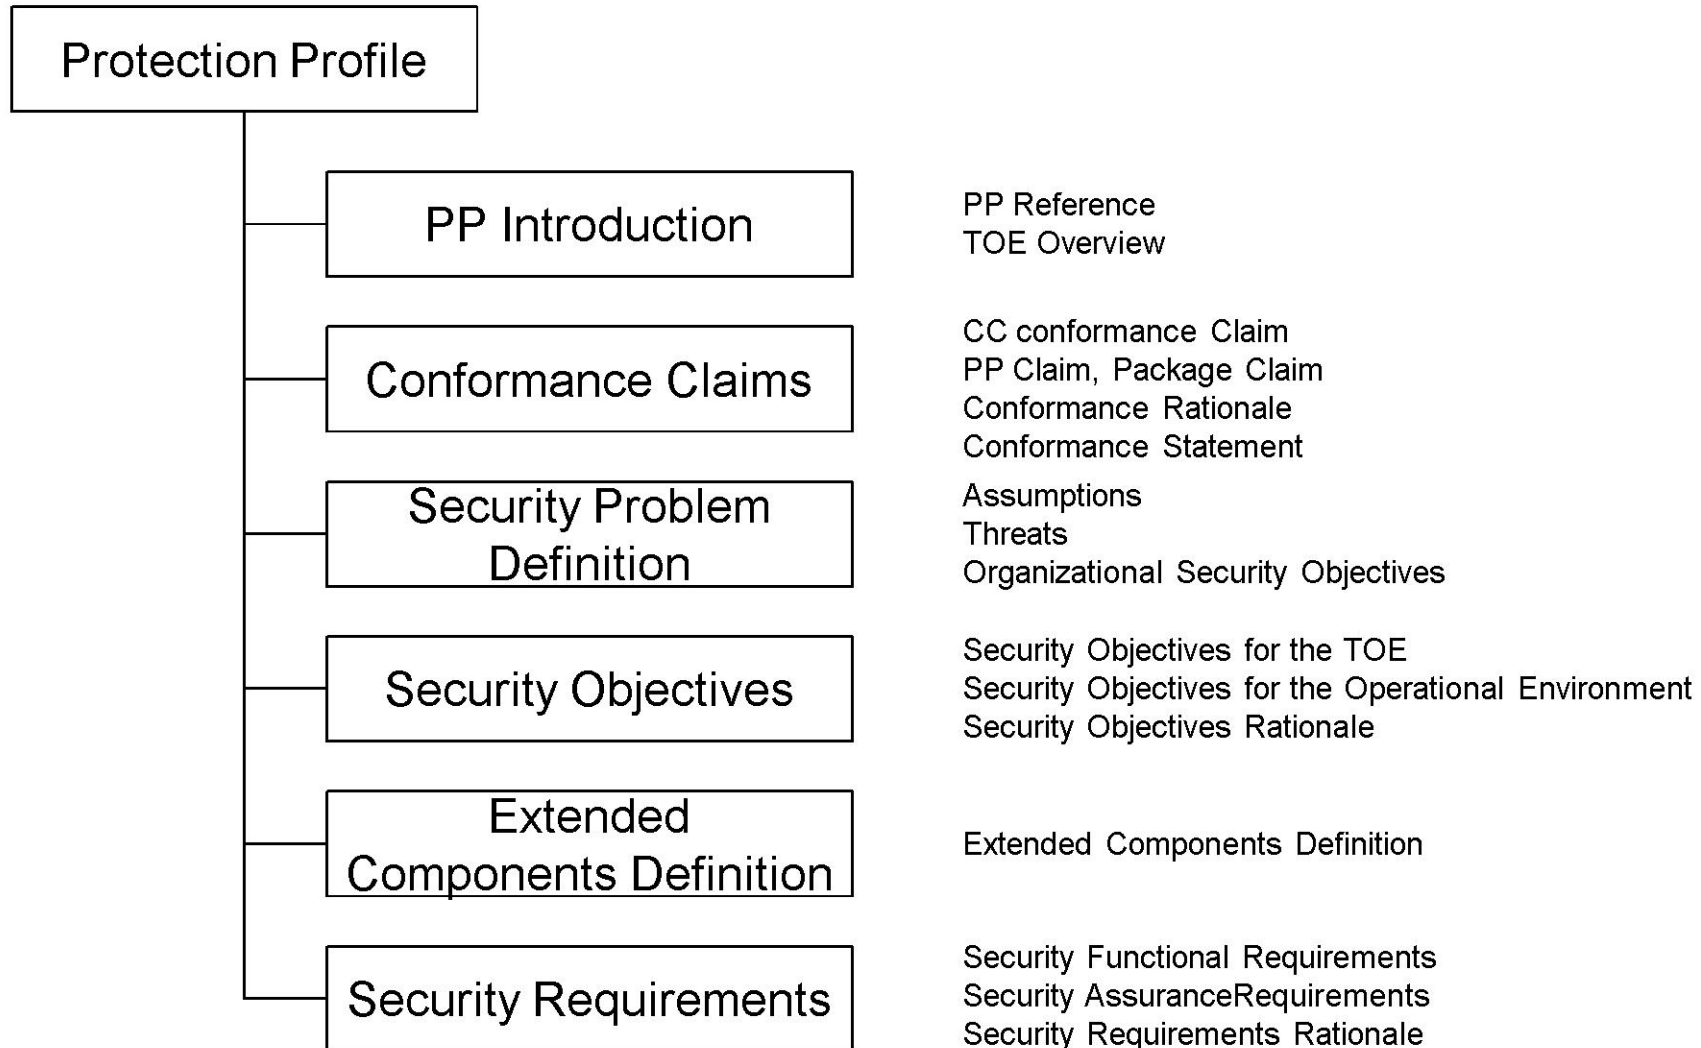 Protection Profile
PP Introduction
PP Reference
TOE Overview
Conformance Claims
CC conformance Claim
PP Claim, Package Claim
Conformance Rationale
Conformance Statement
Security Problem
Definition
Assumptions
Threats
Organizational Security Objectives
Security Objectives
Security Objectives for the TOE
Security Objectives for the Operational Environment
Security Objectives Rationale
Extended
Components Definition
Extended Components Definition
Security Requirements
Security Functional Requirements
Security AssuranceRequirements
Security Requirements Rationale